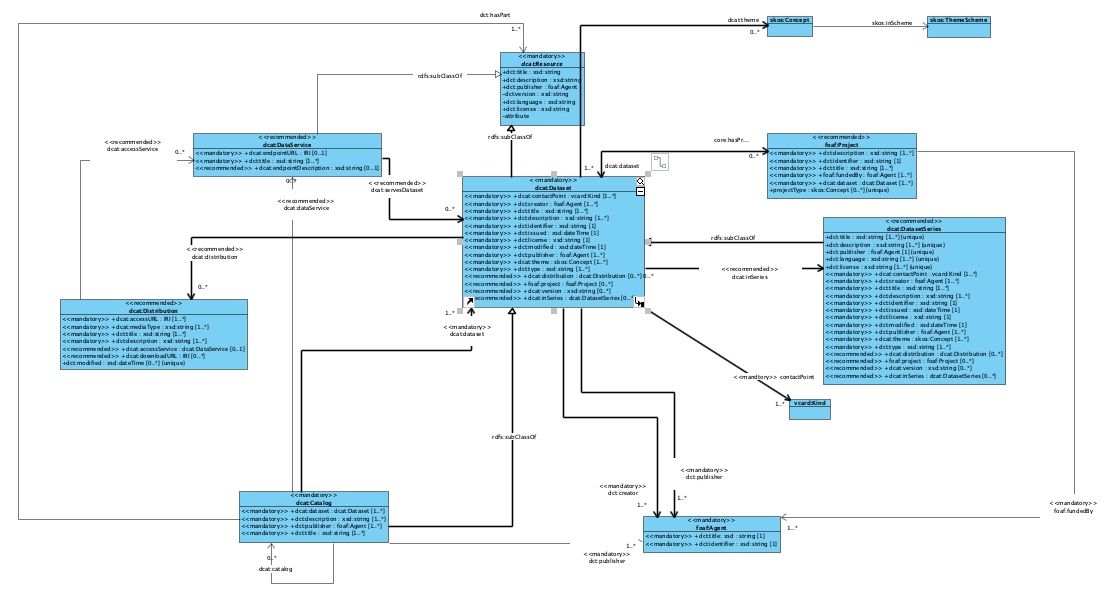 dct:hasPart
1..*
dcat:theme
0..*
skos:Concept
skos:inScheme
skos:ThemeScheme
<<mandatory>>
dcat:Resource
+dct:title : xsd:string
+dct:description : xsd:string
+dct:publisher : foaf:Agent
-dct:version : xsd:string
+dct:language : xsd:string
+dct:license : xsd:string
-attribute
rdfs:subClassOf
rdfs:subClassOf
<<recommended>>
dcat:accessService
0..*
<<recommended>>
dcat:DataService
<<mandatory>> +dcat:endpointURL : IRI [0..1]
<<mandatory>> +dct:title : xsd:string [1..*]
<<recommended>> +dct:endpointDescription : xsd:string [0..1]
0..*
<<recommended>>
dcat:dataService
<<recommended>>
dcat:servesDataset
0..*
core:hasPr...
0..*
1..*
dcat:dataset
<<recommended>>
foaf:Project
<<mandatory>> +dct:description : xsd:string [1..*]
<<mandatory>> +dct:identifier : xsd:string [1]
<<mandatory>> +dct:title : xsd:string [1..*]
<<mandatory>> +foaf:fundedBy : foaf:Agent [1..*]
<<mandatory>> +dcat:dataset : dcat:Dataset [1..*]
+projectType : skos:Concept [0..*] {unique}
<<mandatory>>
dcat:Dataset
<<mandatory>> +dcat:contactPoint : vcard:Kind [1..*]
<<mandatory>> +dct:creator : foaf:Agent [1..*]
<<mandatory>> +dct:title : xsd:string [1..*]
<<mandatory>> +dct:description : xsd:string [1..*]
<<mandatory>> +dct:identifier : xsd:string [1]
<<mandatory>> +dct:issued : xsd:dateTime [1]
<<mandatory>> +dct:license : xsd:string [1]
<<mandatory>> +dct:modified : xsd:dateTime [1]
<<mandatory>> +dct:publisher : foaf:Agent [1..*]
<<mandatory>> +dcat:theme : skos:Concept [1..*]
<<mandatory>> +dct:type : xsd:string [1..*]
<<recommended>> +dcat:distribution : dcat:Distribution [0..*]
<<recommended>> +foaf:project : foaf:Project [0..*]
<<recommended>> +dcat:version : xsd:string [0..*]
recommended>> +dcat:inSeries : dcat:DatasetSeries [0..*
0..*
rdfs:subClassOf
<<recommended>>
dcat:inSeries
<<recommended>>
dcat:DatasetSeries
+dct:title : xsd:string [1..*] {unique}
+dct:description : xsd:string [1..*] {unique}
+dct:publisher : foaf:Agent [1] {unique}
+dct:language : xsd:string [1..*] {unique}
+dct:license : xsd:string [1] {unique}
<<mandatory>> +dcat:contactPoint : vcard:Kind [1..*]
<<mandatory>> +dct:creator : foaf:Agent [1..*]
<<mandatory>> +dct:title : xsd:string [1..*]
<<mandatory>> +dct:description : xsd:string [1..*]
<<mandatory>> +dct:identifier : xsd:string [1]
<<mandatory>> +dct:issued : xsd:dateTime [1]
<<mandatory>> +dct:license : xsd:string [1]
<<mandatory>> +dct:modified : xsd:dateTime [1]
<<mandatory>> +dct:publisher : foaf:Agent [1..*]
<<mandatory>> +dcat:theme : skos:Concept [1..*]
<<mandatory>> +dct:type : xsd:string [1..*]
<<recommended>> +dcat:distribution : dcat:Distribution [0..*]
<<recommended>> +foaf:project : foaf:Project [0..*]
<<recommended>> +dcat:version : xsd:string [0..*]
<<recommended>> +dcat:inSeries : dcat:DatasetSeries [0..*]
<<recommended>>
dcat:distribution
0..*
<<recommended>>
dcat:Distribution
<<mandatory>> +dcat:accessURL : IRI [1..*]
<<mandatory>> +dcat:mediaType : xsd:string [1..*]
<<mandatory>> +dct:title : xsd:string [1..*]
<<mandatory>> +dct:description : xsd:string [1..*]
<<recommended>> +dcat:accessService : dcat:DataService [0..1]
<<recommended>> +dcat:downloadURL : IRI [0..*]
+dct:modified : xsd:dateTime [0..*] {unique}
1..*
<<mandatory>>
dcat:dataset
<<mandtory>> contactPoint
1..*
vcard:Kind
rdfs:subClassOf
<<mandatory>>
dct:creator
1..*
<<mandatory>>
dct:publisher
1..*
<<mandatory>>
dcat:Catalog
<<mandatory>> +dcat:dataset : dcat:Dataset [1..*]
<<mandatory>> +dct:description : xsd:string [1..*]
<<mandatory>> +dct:publisher : foaf:Agent [1..*]
<<mandatory>> +dct:title : xsd:string [1..*]
0..*
dcat:catalog
<<mandatory>>
foaf:Agent
<<mandatory>> +dct:title : xsd:string [1]
<<mandatory>> +dct:identifier : xsd:string [1]
1..*
<<mandatory>>
dct:publisher
1..*
<<mandatory>>
foaf:fundedBy